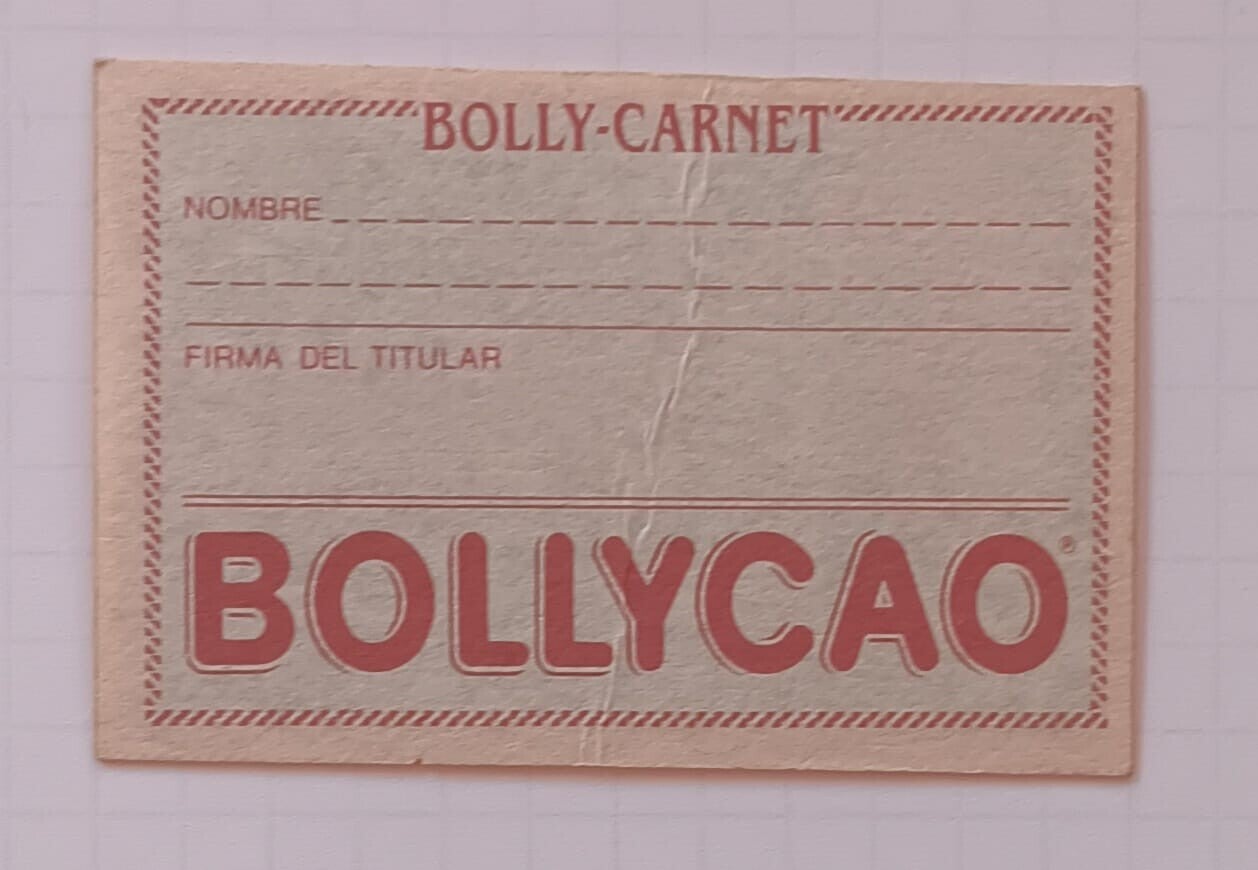 BOLLY-CARNET
NOMBRE
FIRMA DEL TITULAR
BOLLYCAO®